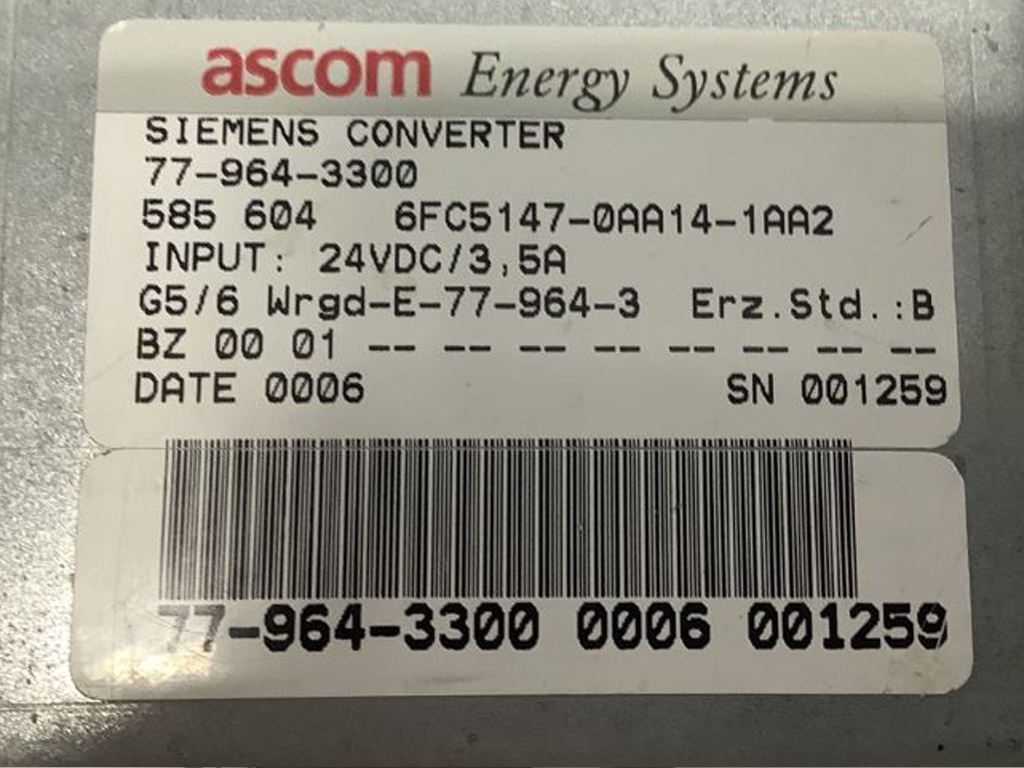 ascom Energy Systems
SIEMENS CONVERTER
77-964-3300
585 604 6FC5147-0AA14-1AA2
INPUT: 24VDC/3,5A
G5/6 Wrgd-E-77-964-3 Erz.Std.:B
BZ 00 01 -- -- -- -- -- -- -- --
DATE 0006 SN 001259
77-964-3300 0006 001259